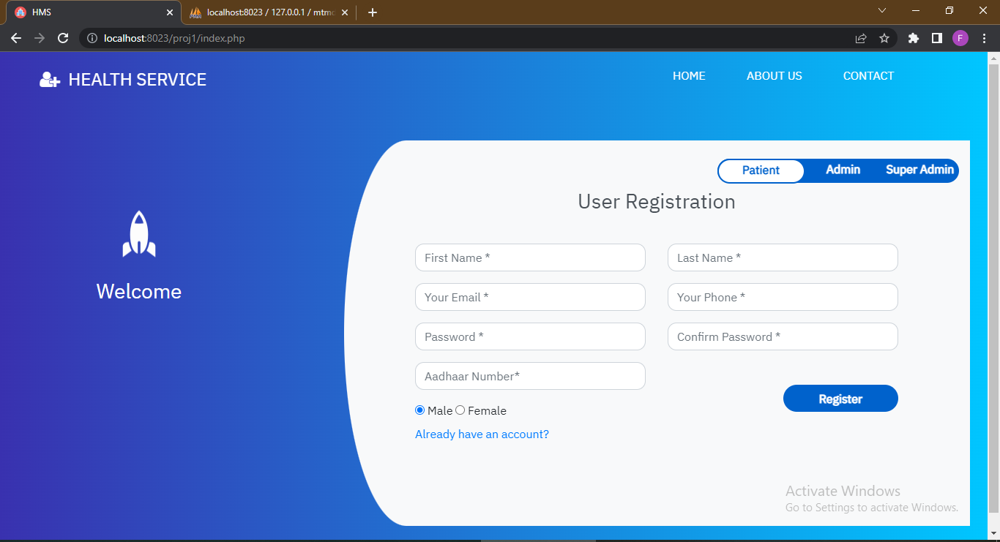 HMS
localhost:8023 / 127.0.0.1 / mtmc
localhost:8023/proj1/index.php
F
HEALTH SERVICE
HOME ABOUT US CONTACT
Patient Admin Super Admin
User Registration
Welcome
First Name * Last Name *
Your Email * Your Phone *
Password * Confirm Password *
Aadhaar Number*
Register
Male Female
Already have an account?
Activate Windows
Go to Settings to activate Windows.